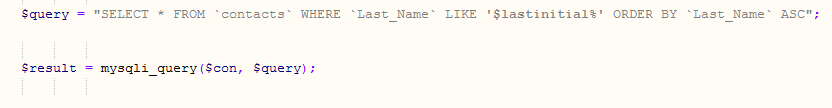 $query = "SELECT * FROM `contacts` WHERE `Last_Name` LIKE '$lastinitial%' ORDER BY `Last_Name` ASC";
$result = mysqli_query($con, $query);